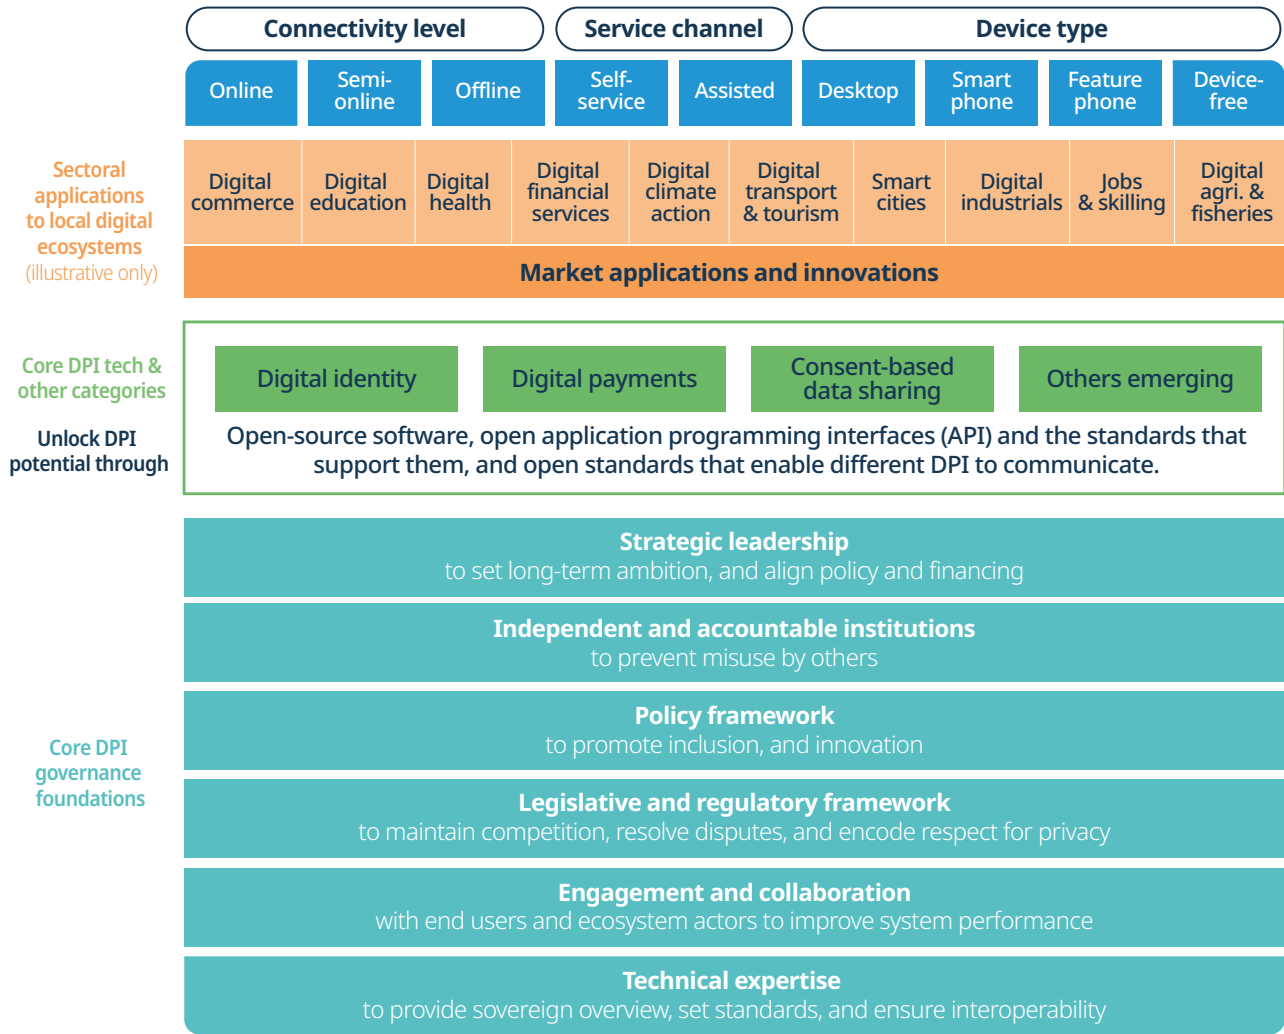 Connectivity level
Service channel
Device type
Online
Semi-
online
Offline
Self-
service
Assisted
Desktop
Smart
phone
Feature
phone
Device-
free
Sectoral
applications
to local digital
ecosystems
(illustrative only)
Digital
commerce
Digital
education
Digital
health
Digital
financial
services
Digital
climate
action
Digital
transport
& tourism
Smart
cities
Digital
industrials
Jobs
& skilling
Digital
agri. &
fisheries
Market applications and innovations
Core DPI tech &
other categories
Digital identity
Digital payments
Consent-based
data sharing
Others emerging
Unlock DPI
potential through
Open-source software, open application programming interfaces (API) and the standards that
support them, and open standards that enable different DPI to communicate.
Core DPI
governance
foundations
Strategic leadership
to set long-term ambition, and align policy and financing
Independent and accountable institutions
to prevent misuse by others
Policy framework
to promote inclusion, and innovation
Legislative and regulatory framework
to maintain competition, resolve disputes, and encode respect for privacy
Engagement and collaboration
with end users and ecosystem actors to improve system performance
Technical expertise
to provide sovereign overview, set standards, and ensure interoperability